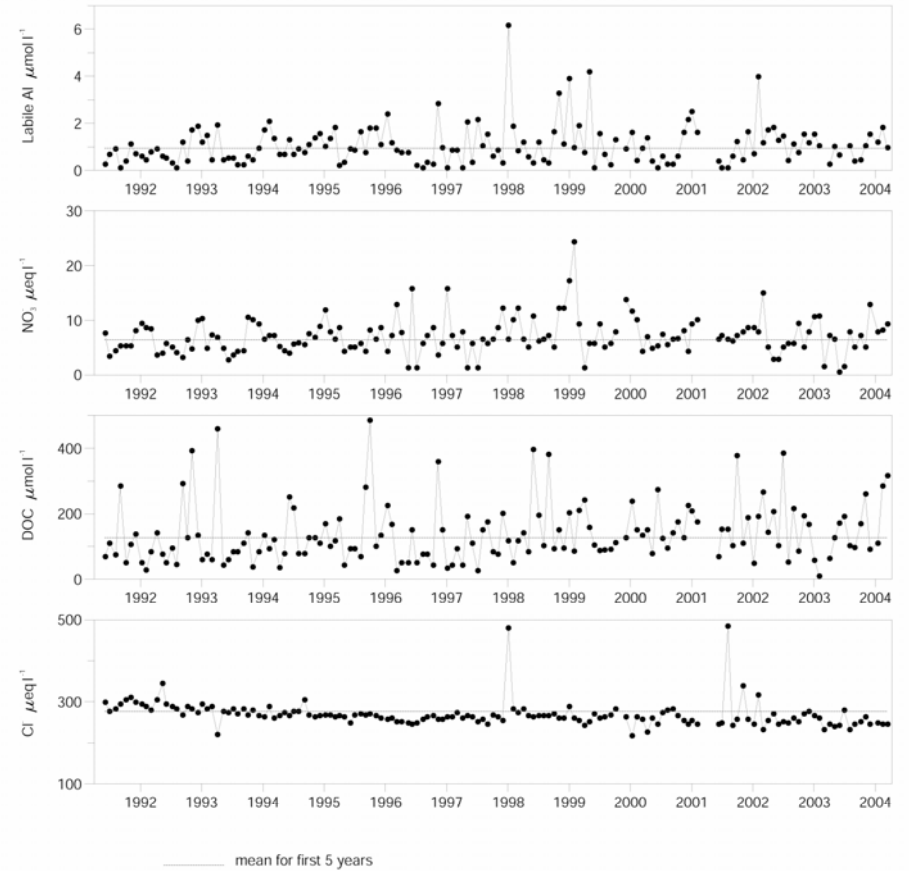 Labile Al μmol l⁻¹
6
4
2
0
1992 1993 1994 1995 1996 1997 1998 1999 2000 2001 2002 2003 2004
NO₃ μeq l⁻¹
30
20
10
0
1992 1993 1994 1995 1996 1997 1998 1999 2000 2001 2002 2003 2004
DOC μmol l⁻¹
400
200
0
1992 1993 1994 1995 1996 1997 1998 1999 2000 2001 2002 2003 2004
Cl μeq l⁻¹
500
300
100
1992 1993 1994 1995 1996 1997 1998 1999 2000 2001 2002 2003 2004
mean for first 5 years